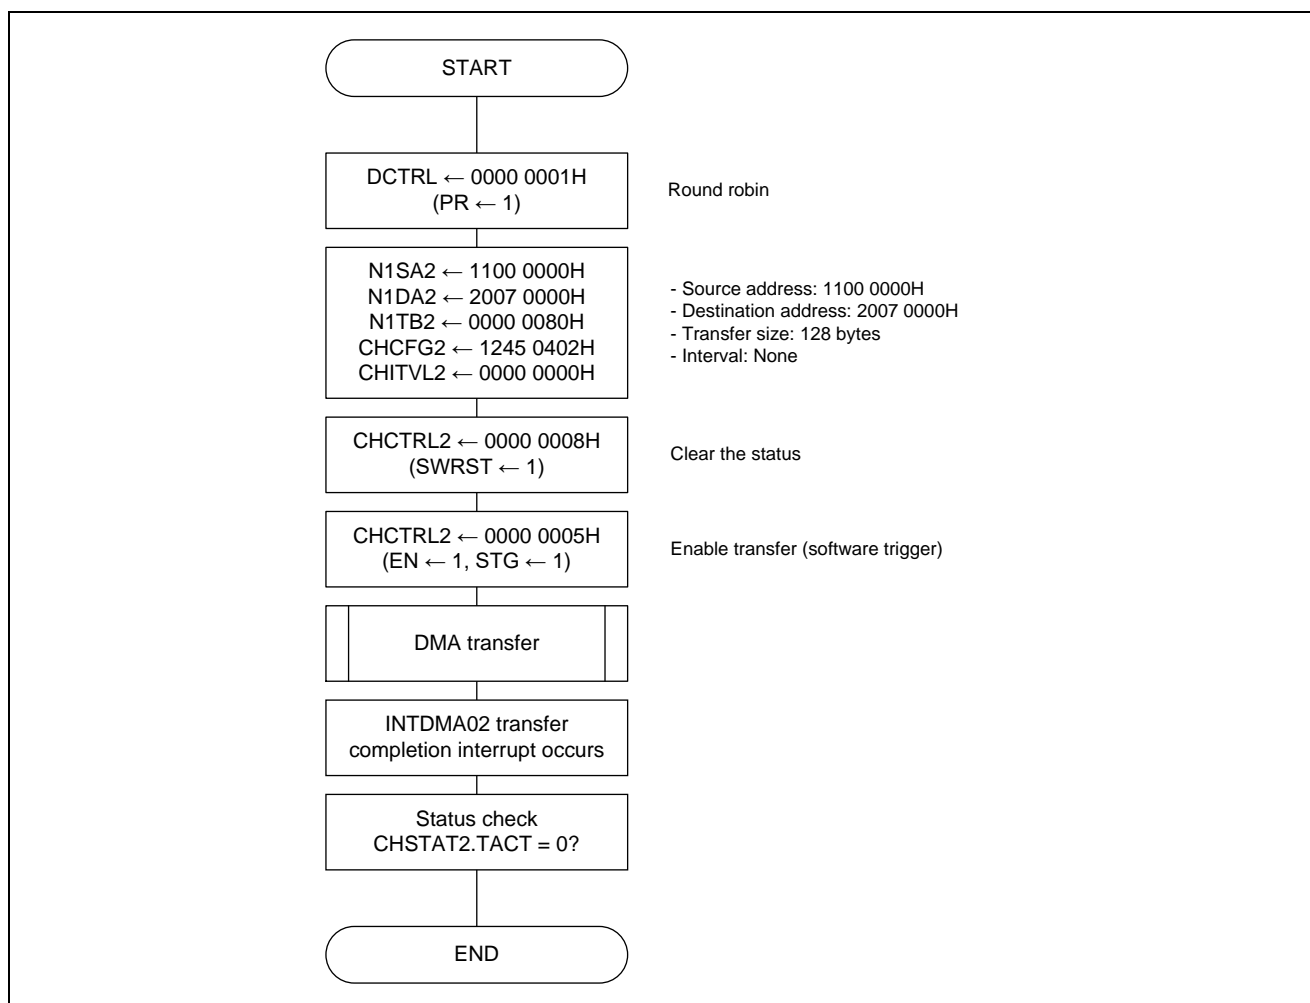 START
DCTRL ← 0000 0001H
(PR ← 1)
Round robin
N1SA2 ← 1100 0000H
N1DA2 ← 2007 0000H
N1TB2 ← 0000 0080H
CHCFG2 ← 1245 0402H
CHITVL2 ← 0000 0000H
- Source address: 1100 0000H
- Destination address: 2007 0000H
- Transfer size: 128 bytes
- Interval: None
CHCTRL2 ← 0000 0008H
(SWRST ← 1)
Clear the status
CHCTRL2 ← 0000 0005H
(EN ← 1, STG ← 1)
Enable transfer (software trigger)
DMA transfer
INTDMA02 transfer
completion interrupt occurs
Status check
CHSTAT2.TACT = 0?
END